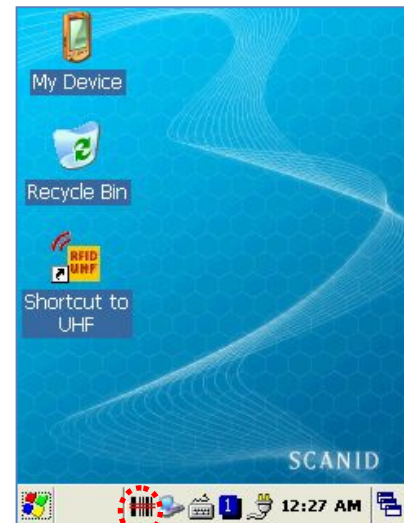 My Device
Recycle Bin
RFID
UHF
Shortcut to
UHF
SCANID
1
12:27 AM